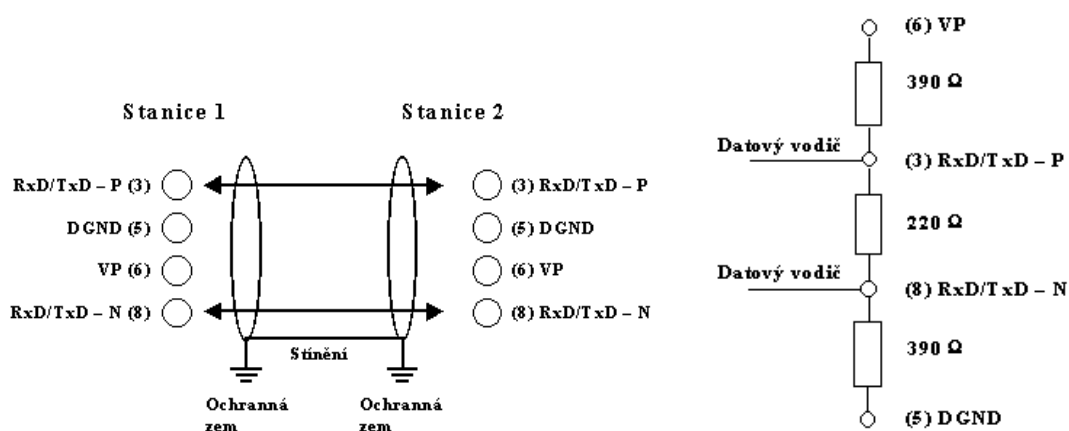 Stanice 1
Stanice 2
RxD/TxD – P (3)
(3) RxD/TxD – P
DGND (5)
(5) DGND
VP (6)
(6) VP
RxD/TxD – N (8)
(8) RxD/TxD – N
Stínění
Ochranná
zem
Ochranná
zem
(6) VP
390 Ω
Datový vodič
(3) RxD/TxD – P
220 Ω
Datový vodič
(8) RxD/TxD – N
390 Ω
(5) DGND